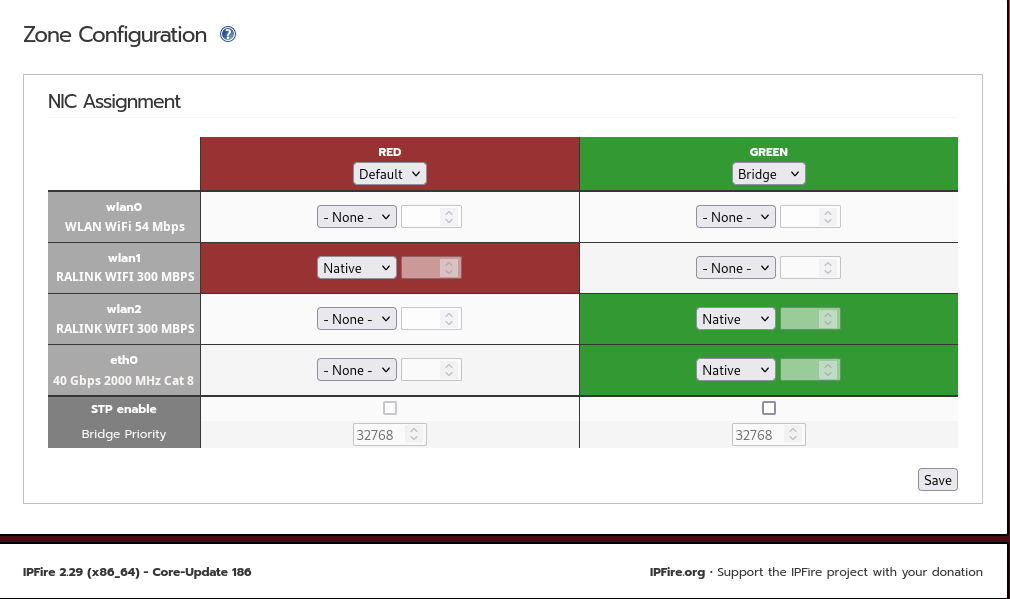 Zone Configuration
NIC Assignment
RED GREEN
Default Bridge
wlan0
WLAN WiFi 54 Mbps
- None - - None -
wlan1
RALINK WIFI 300 MBPS
Native - None -
wlan2
RALINK WIFI 300 MBPS
- None - Native
eth0
40 Gbps 2000 MHz Cat 8
- None - Native
STP enable
Bridge Priority 32768 32768
Save
IPFire 2.29 (x86_64) - Core-Update 186 IPFire.org • Support the IPFire project with your donation